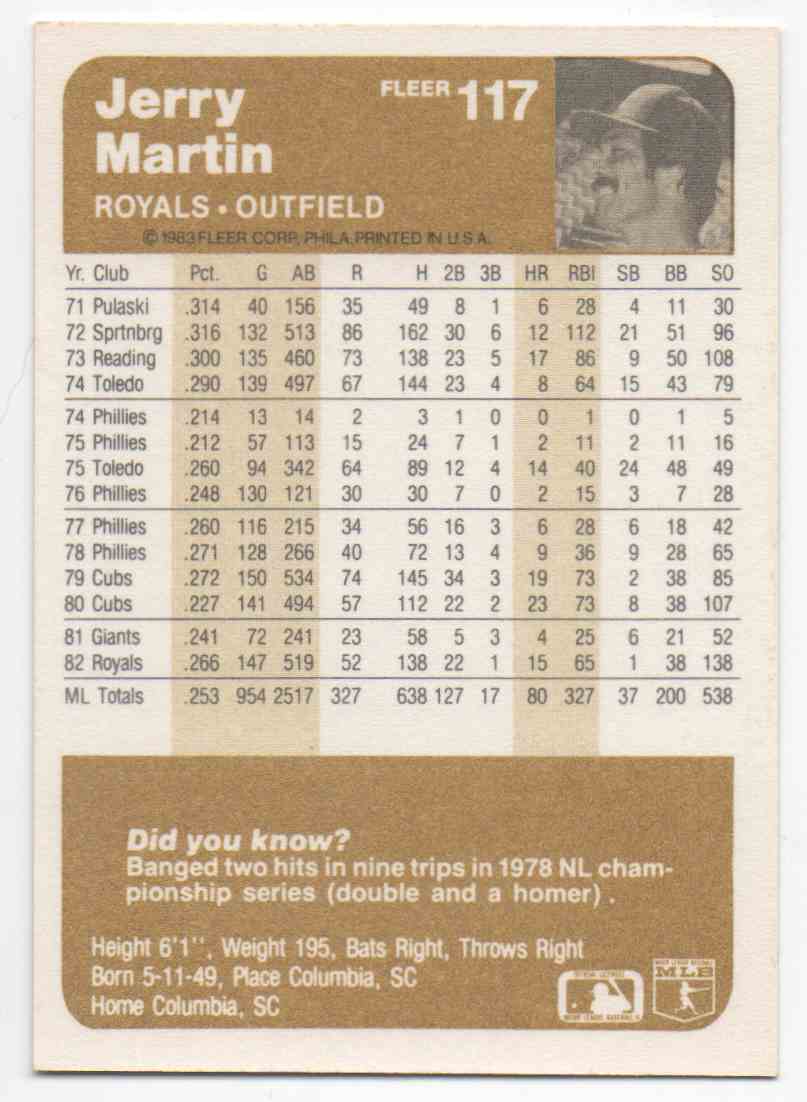 Jerry
Martin
FLEER 117
ROYALS • OUTFIELD
© 1983 FLEER CORP., PHILA. PRINTED IN U.S.A.
Yr. Club Pct. G AB R H 2B 3B HR RBI SB BB SO
71 Pulaski .314 40 156 35 49 8 1 6 28 4 11 30
72 Sprtnbrg .316 132 513 86 162 30 6 12 112 21 51 96
73 Reading .300 135 460 73 138 23 5 17 86 9 50 108
74 Toledo .290 139 497 67 144 23 4 8 64 15 43 79
74 Phillies .214 13 14 2 3 1 0 0 1 0 1 5
75 Phillies .212 57 113 15 24 7 1 2 11 2 11 16
75 Toledo .260 94 342 64 89 12 4 14 40 24 48 49
76 Phillies .248 130 121 30 30 7 0 2 15 3 7 28
77 Phillies .260 116 215 34 56 16 3 6 28 6 18 42
78 Phillies .271 128 266 40 72 13 4 9 36 9 28 65
79 Cubs .272 150 534 74 145 34 3 19 73 2 38 85
80 Cubs .227 141 494 57 112 22 2 23 73 8 38 107
81 Giants .241 72 241 23 58 5 3 4 25 6 21 52
82 Royals .266 147 519 52 138 22 1 15 65 1 38 138
ML Totals .253 954 2517 327 638 127 17 80 327 37 200 538
Did you know?
Banged two hits in nine trips in 1978 NL cham-
pionship series (double and a homer) .
Height 6'1'', Weight 195, Bats Right, Throws Right
Born 5-11-49, Place Columbia, SC
Home Columbia, SC
MLB